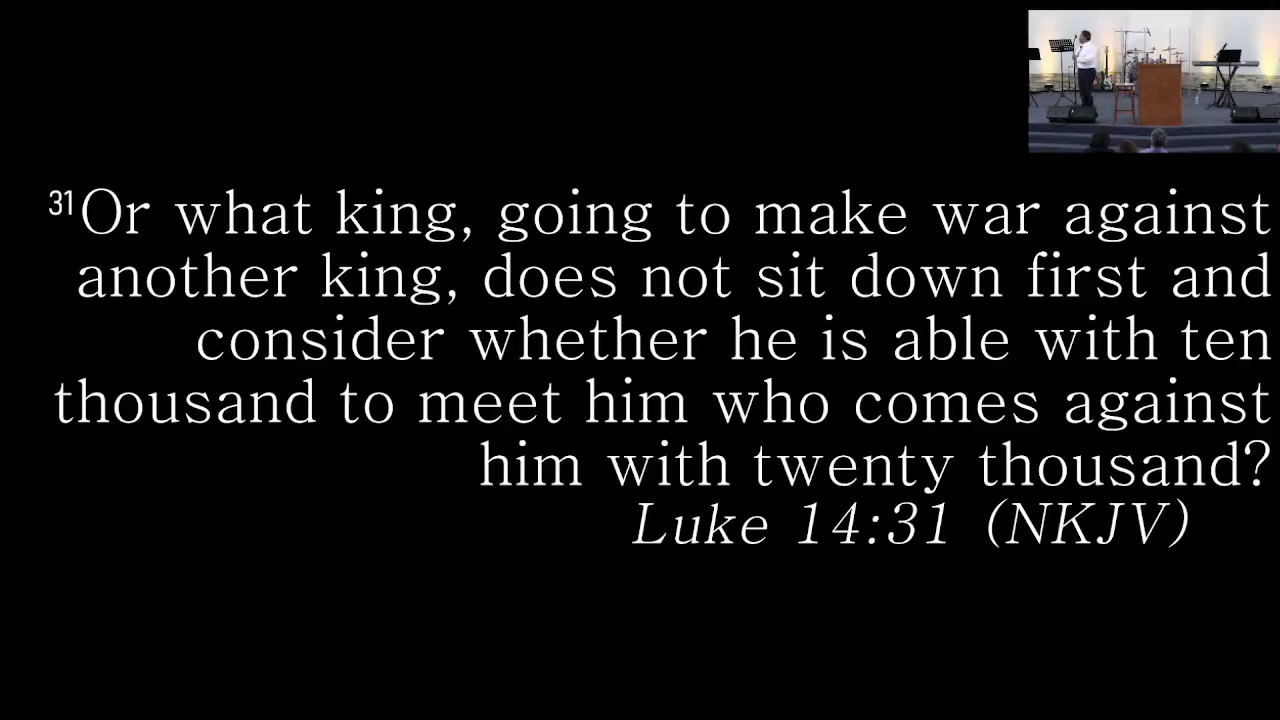 31Or what king, going to make war against
another king, does not sit down first and
consider whether he is able with ten
thousand to meet him who comes against
him with twenty thousand?
Luke 14:31 (NKJV)